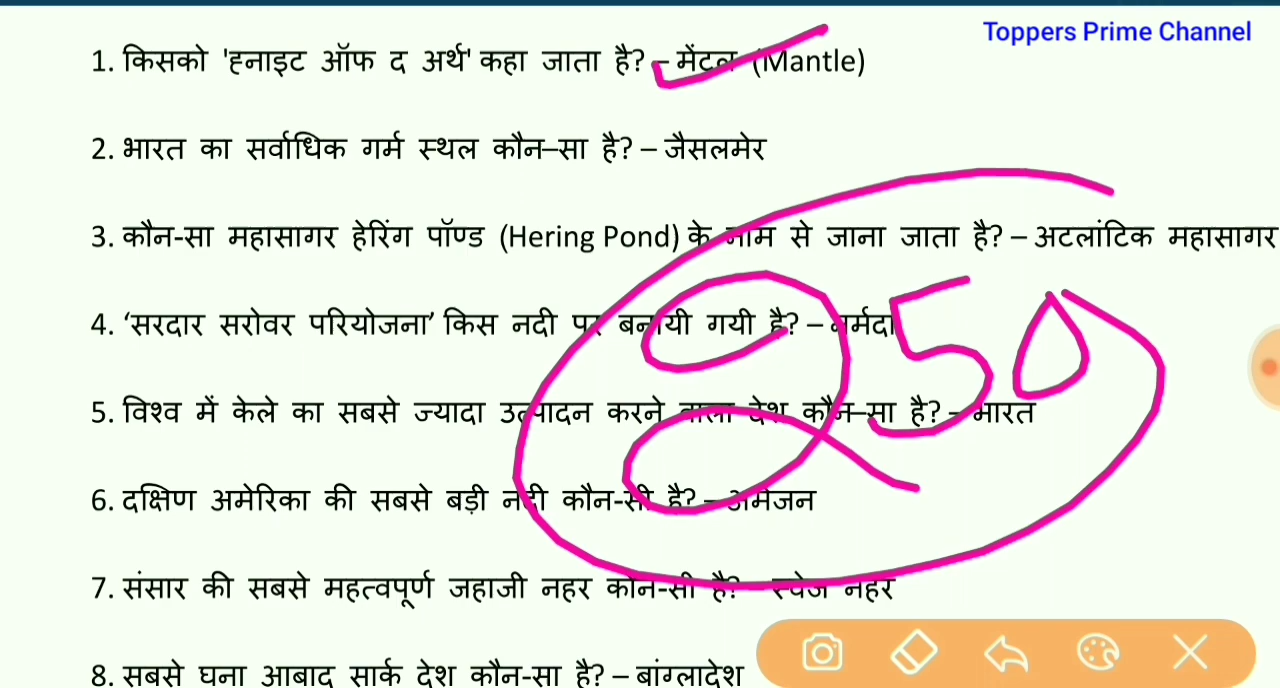 Toppers Prime Channel
1. किसको 'ह्नाइट ऑफ द अर्थ' कहा जाता है? – मेंटल (Mantle)
2. भारत का सर्वाधिक गर्म स्थल कौन–सा है? – जैसलमेर
3. कौन-सा महासागर हेरिंग पॉण्ड (Hering Pond) के नाम से जाना जाता है? – अटलांटिक महासागर
4. ‘सरदार सरोवर परियोजना’ किस नदी पर बनायी गयी है? – नर्मदा
5. विश्व में केले का सबसे ज्यादा उत्पादन करने वाला देश कौन–सा है? – भारत
6. दक्षिण अमेरिका की सबसे बड़ी नदी कौन-सी है? – अमेजन
7. संसार की सबसे महत्वपूर्ण जहाजी नहर कौन-सी है? – स्वेज नहर
8. सबसे घना आबाद सार्क देश कौन-सा है? – बांग्लादेश
250